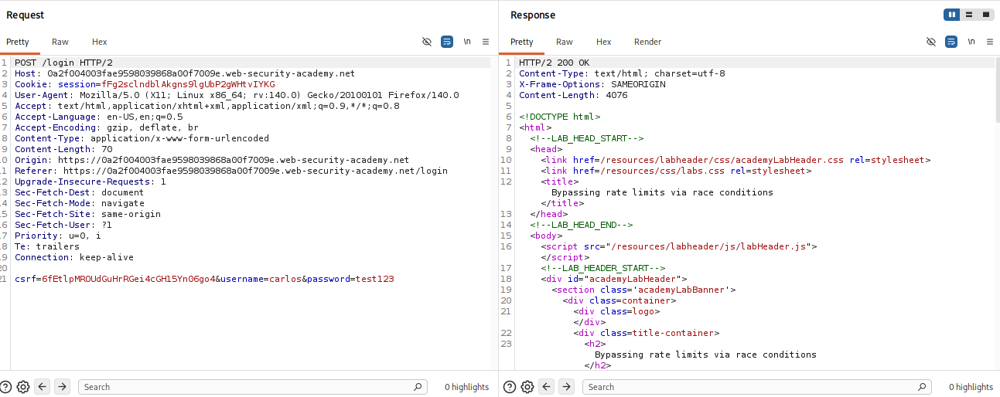 Request
Pretty Raw Hex \n
1 POST /login HTTP/2
2 Host: 0a2f004003fae9598039868a00f7009e.web-security-academy.net
3 Cookie: session=fFg2sclndblAkgns9lgUbP2gWHtvIYKG
4 User-Agent: Mozilla/5.0 (X11; Linux x86_64; rv:140.0) Gecko/20100101 Firefox/140.0
5 Accept: text/html,application/xhtml+xml,application/xml;q=0.9,*/*;q=0.8
6 Accept-Language: en-US,en;q=0.5
7 Accept-Encoding: gzip, deflate, br
8 Content-Type: application/x-www-form-urlencoded
9 Content-Length: 70
10 Origin: https://0a2f004003fae9598039868a00f7009e.web-security-academy.net
11 Referer: https://0a2f004003fae9598039868a00f7009e.web-security-academy.net/login
12 Upgrade-Insecure-Requests: 1
13 Sec-Fetch-Dest: document
14 Sec-Fetch-Mode: navigate
15 Sec-Fetch-Site: same-origin
16 Sec-Fetch-User: ?1
17 Priority: u=0, i
18 Te: trailers
19 Connection: keep-alive
20
21 csrf=6fEtlpMROUdGuHrRGei4cGH15Yn06go4&username=carlos&password=test123
Search
0 highlights
Response
Pretty Raw Hex Render \n
1 HTTP/2 200 OK
2 Content-Type: text/html; charset=utf-8
3 X-Frame-Options: SAMEORIGIN
4 Content-Length: 4076
5
6 <!DOCTYPE html>
7 <html>
8 <!--LAB_HEAD_START-->
9 <head>
10 <link href=/resources/labheader/css/academyLabHeader.css rel=stylesheet>
11 <link href=/resources/css/labs.css rel=stylesheet>
12 <title>
Bypassing rate limits via race conditions
</title>
13 </head>
14 <!--LAB_HEAD_END-->
15 <body>
16 <script src="/resources/labheader/js/labHeader.js">
</script>
17 <!--LAB_HEADER_START-->
18 <div id="academyLabHeader">
19 <section class='academyLabBanner'>
20 <div class=container>
21 <div class=logo>
</div>
22 <div class=title-container>
23 <h2>
Bypassing rate limits via race conditions
</h2>
Search
0 highlights